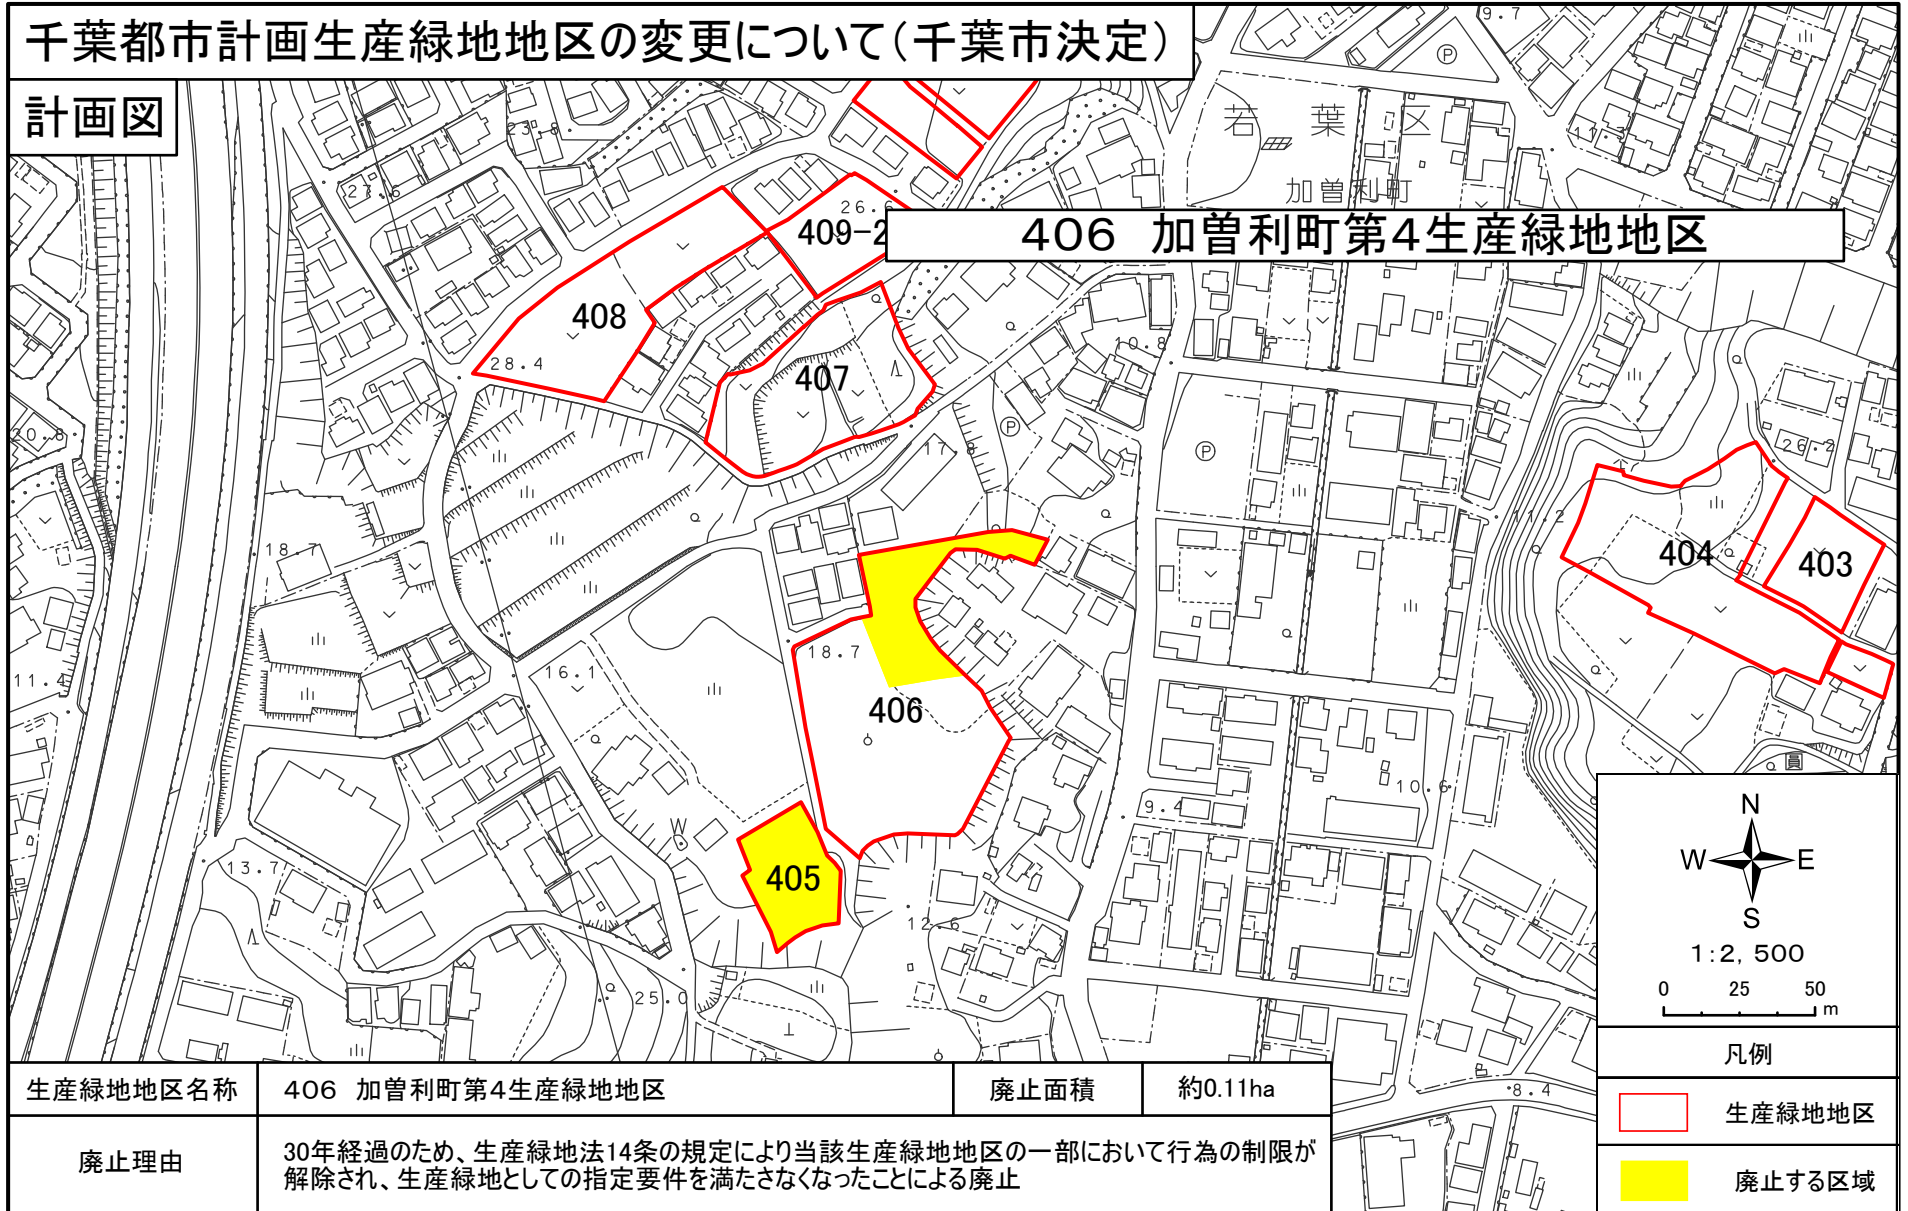 千葉都市計画生産緑地地区の変更について(千葉市決定)
計画図
9.7
Ⓟ
若葉区
23.8
11.3
27.6
加曽利町
26.6
409-2
406 加曽利町第4生産緑地地区
408
28.4
10.8
407
20.8
17.8
Ⓟ
Ⓟ
26.2
18.7
11.2
404
403
18.7
16.1
11.4
406
9.4
10.6
W
13.7
405
12.6
25.0
8.4
N
W E
S
1:2,500
0 25 50
m
凡例
生産緑地地区
廃止する区域
生産緑地地区名称
406 加曽利町第4生産緑地地区
廃止面積
約0.11ha
廃止理由
30年経過のため、生産緑地法14条の規定により当該生産緑地地区の一部において行為の制限が
解除され、生産緑地としての指定要件を満たさなくなったことによる廃止